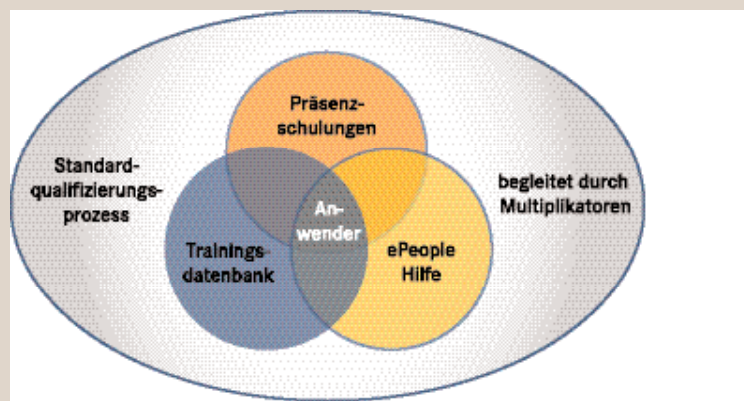 Präsenz-
schulungen
Standard-
qualifizierungs-
prozess
begleitet durch
Multiplikatoren
An-
wender
Trainings-
datenbank
ePeople
Hilfe